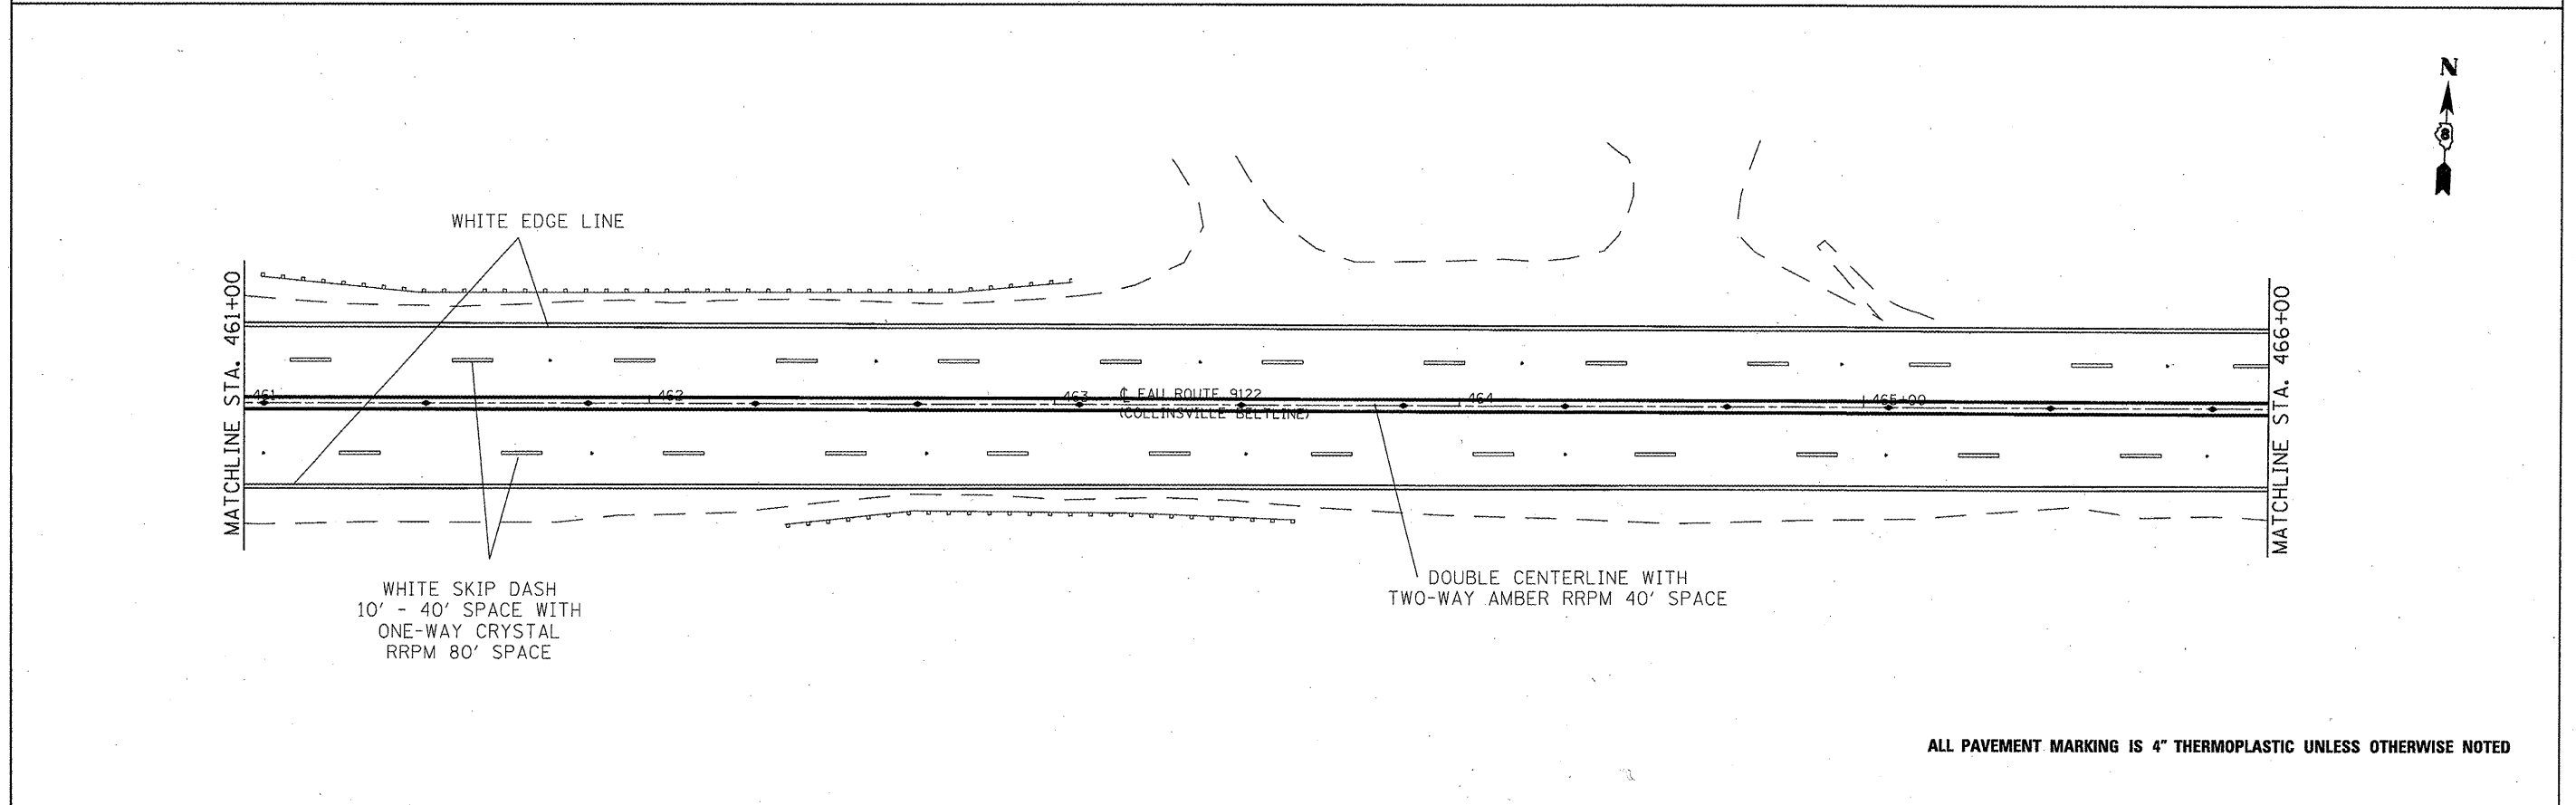 N
8
WHITE EDGE LINE
MATCHLINE STA. 461+00
MATCHLINE STA. 466+00
461
462
463
℄ FAU ROUTE 9122
(COLLINSVILLE BELTLINE)
464
465+00
WHITE SKIP DASH
10' - 40' SPACE WITH
ONE-WAY CRYSTAL
RRPM 80' SPACE
DOUBLE CENTERLINE WITH
TWO-WAY AMBER RRPM 40' SPACE
ALL PAVEMENT MARKING IS 4" THERMOPLASTIC UNLESS OTHERWISE NOTED